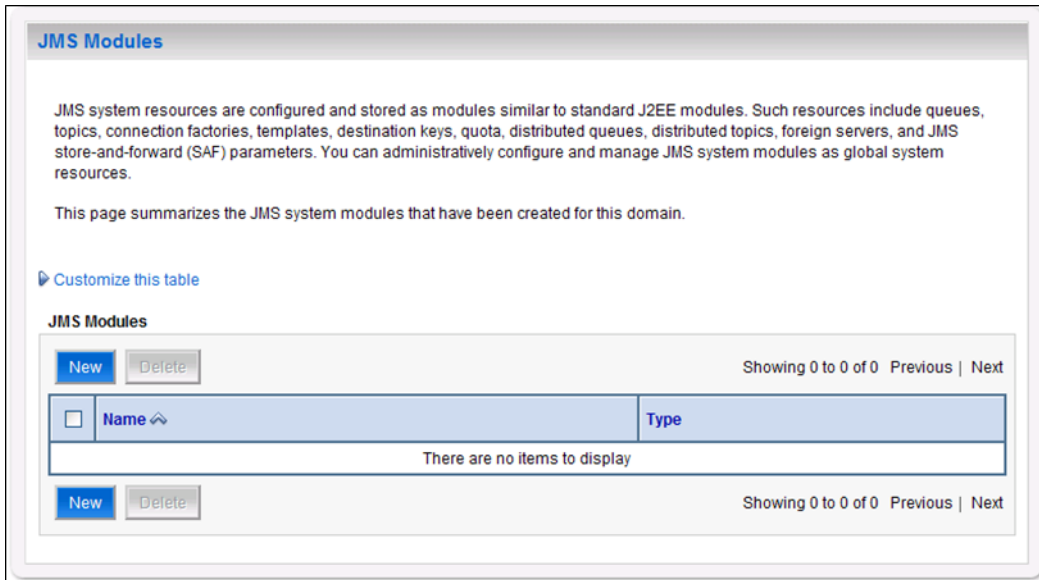 JMS Modules
JMS system resources are configured and stored as modules similar to standard J2EE modules. Such resources include queues,
topics, connection factories, templates, destination keys, quota, distributed queues, distributed topics, foreign servers, and JMS
store-and-forward (SAF) parameters. You can administratively configure and manage JMS system modules as global system
resources.
This page summarizes the JMS system modules that have been created for this domain.
Customize this table
JMS Modules
New Delete Showing 0 to 0 of 0 Previous | Next
Name Type
There are no items to display
New Delete Showing 0 to 0 of 0 Previous | Next